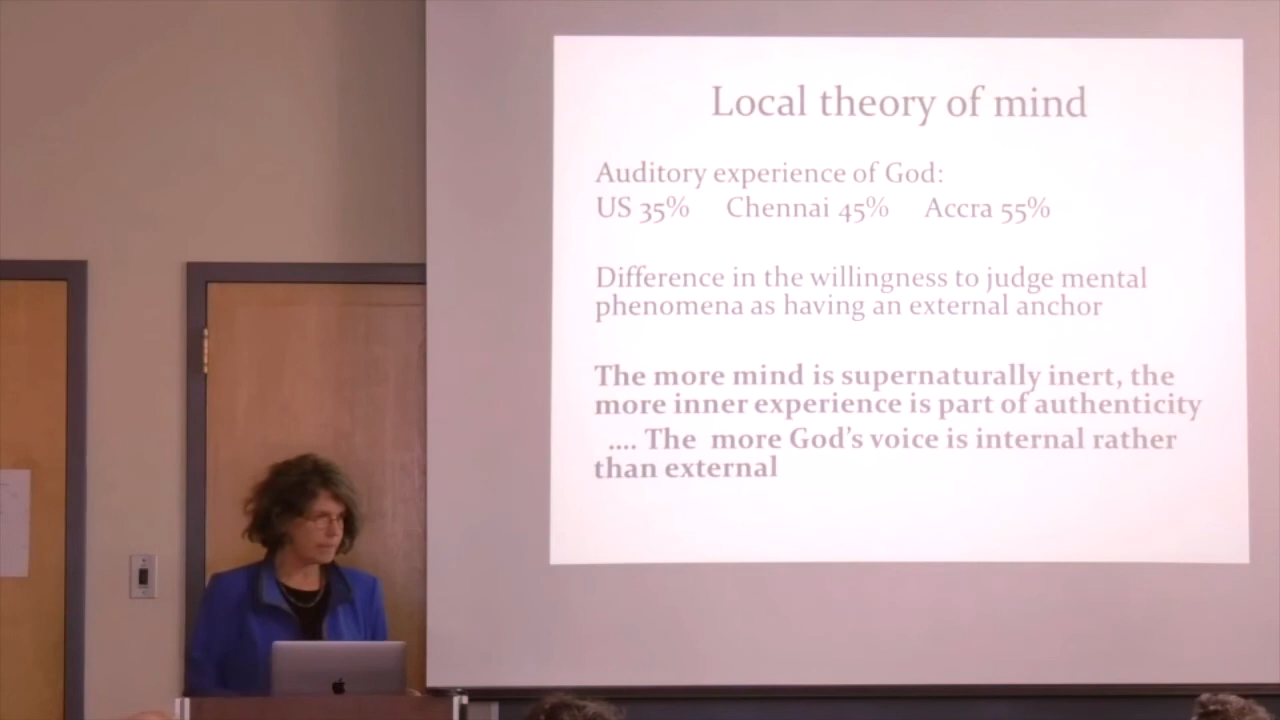 Local theory of mind
Auditory experience of God:
US 35% Chennai 45% Accra 55%
Difference in the willingness to judge mental
phenomena as having an external anchor
The more mind is supernaturally inert, the
more inner experience is part of authenticity
.... The more God's voice is internal rather
than external